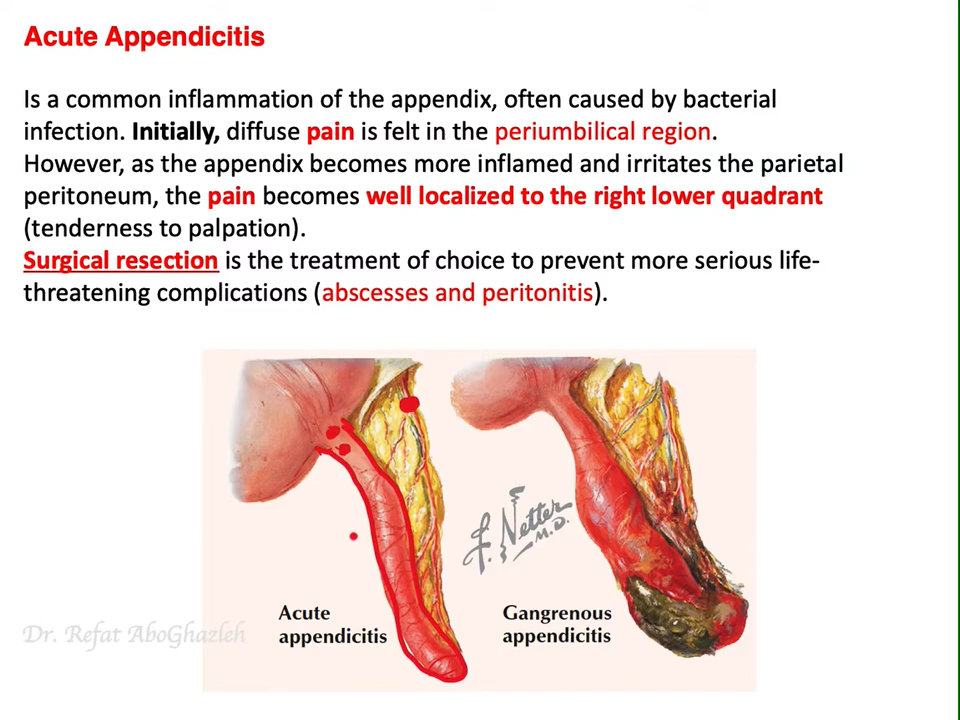 Acute Appendicitis
Is a common inflammation of the appendix, often caused by bacterial
infection. Initially, diffuse pain is felt in the periumbilical region.
However, as the appendix becomes more inflamed and irritates the parietal
peritoneum, the pain becomes well localized to the right lower quadrant
(tenderness to palpation).
Surgical resection is the treatment of choice to prevent more serious life-
threatening complications (abscesses and peritonitis).
F. Netter
M.D.
Acute
appendicitis
Gangrenous
appendicitis
Dr. Refat AboGhazleh